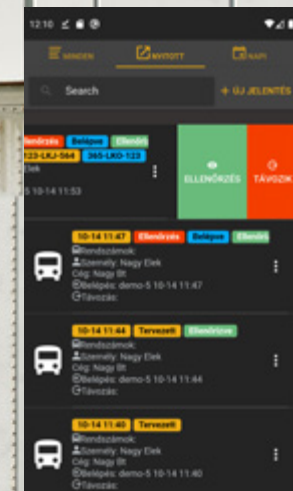 12:10
MINDEN NYITOTT NAPI
Search + ÚJ JELENTÉS
Ellenőrzés Belépve Ellenőrö
123-LKJ-564 365-LKO-123
Elek
5 10-14 11:53
ELLENŐRZÉS TÁVOZIK
10-14 11:47 Ellenőrzés Belépve Ellenőrö
Rendszámok:
Személy: Nagy Elek
Cég: Nagy Bt
Belépés: demo-5 10-14 11:47
Távozás:
10-14 11:44 Tervezett Ellenőrizve
Rendszámok:
Személy: Nagy Elek
Cég: Nagy Bt
Belépés: demo-5 10-14 11:44
Távozás:
10-14 11:40 Tervezett
Rendszámok:
Személy: Nagy Elek
Cég: Nagy Bt
Belépés: demo-5 10-14 11:40
Távozás: